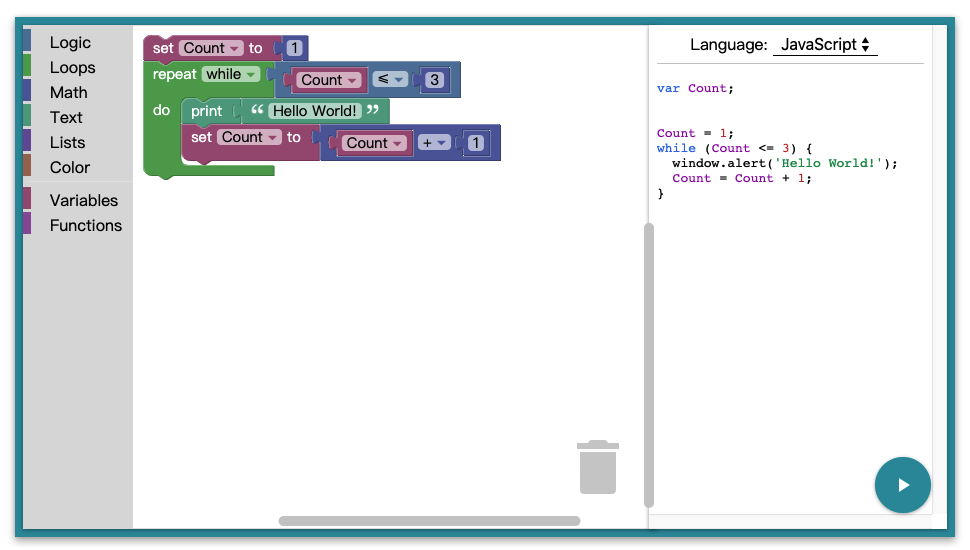 Logic
Loops
Math
Text
Lists
Color
Variables
Functions
set Count to 1
repeat while Count ≤ 3
do print “ Hello World! ”
set Count to Count + 1
Language: JavaScript
var Count;
Count = 1;
while (Count <= 3) {
  window.alert('Hello World!');
  Count = Count + 1;
}